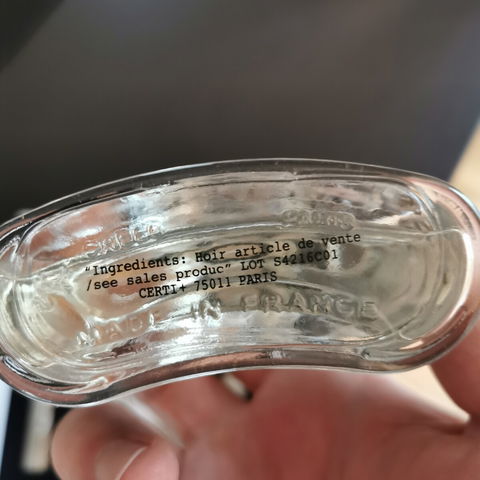 "Ingredients: Hoir article de vente
/see sales produc" LOT S4216C01
CERTI+ 75011 PARIS
MADE IN FRANCE